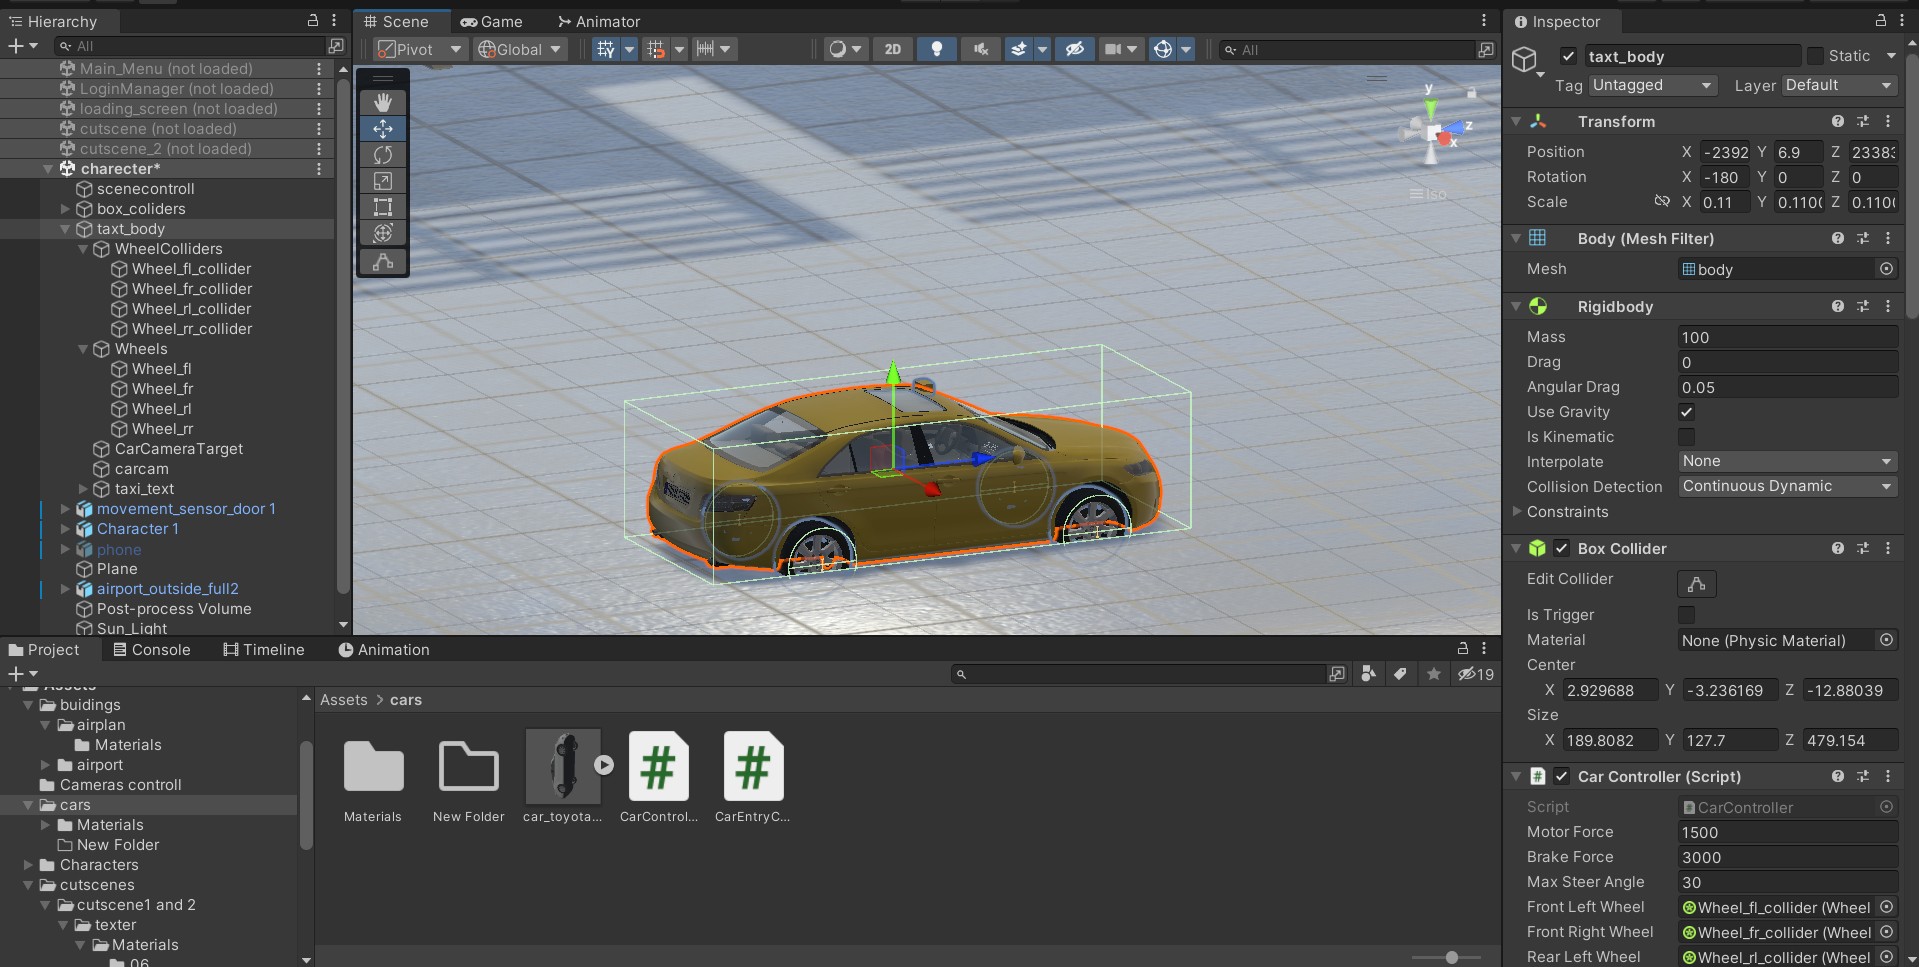 Hierarchy
All
Main_Menu (not loaded)
LoginManager (not loaded)
loading_screen (not loaded)
cutscene (not loaded)
cutscene_2 (not loaded)
charecter*
scenecontroll
box_coliders
taxt_body
WheelColliders
Wheel_fl_collider
Wheel_fr_collider
Wheel_rl_collider
Wheel_rr_collider
Wheels
Wheel_fl
Wheel_fr
Wheel_rl
Wheel_rr
CarCameraTarget
carcam
taxi_text
movement_sensor_door 1
Character 1
phone
Plane
airport_outside_full2
Post-process Volume
Sun_Light
Scene
Game
Animator
Pivot
Global
2D
All
y
z
x
Iso
Inspector
taxt_body
Static
Tag Untagged
Layer Default
Transform
Position X -2392 Y 6.9 Z 23383
Rotation X -180 Y 0 Z 0
Scale X 0.11 Y 0.110( Z 0.110(
Body (Mesh Filter)
Mesh body
Rigidbody
Mass 100
Drag 0
Angular Drag 0.05
Use Gravity
Is Kinematic
Interpolate None
Collision Detection Continuous Dynamic
Constraints
Box Collider
Edit Collider
Is Trigger
Material None (Physic Material)
Center
X 2.929688 Y -3.236169 Z -12.88039
Size
X 189.8082 Y 127.7 Z 479.154
Car Controller (Script)
Script CarController
Motor Force 1500
Brake Force 3000
Max Steer Angle 30
Front Left Wheel Wheel_fl_collider (Wheel
Front Right Wheel Wheel_fr_collider (Wheel
Rear Left Wheel Wheel_rl_collider (Wheel
Project
Console
Timeline
Animation
19
Assets
buidings
airplan
Materials
airport
Cameras controll
cars
Materials
New Folder
Characters
cutscenes
cutscene1 and 2
texter
Materials
06
Assets > cars
Materials
New Folder
car_toyota...
CarControl...
CarEntryC...